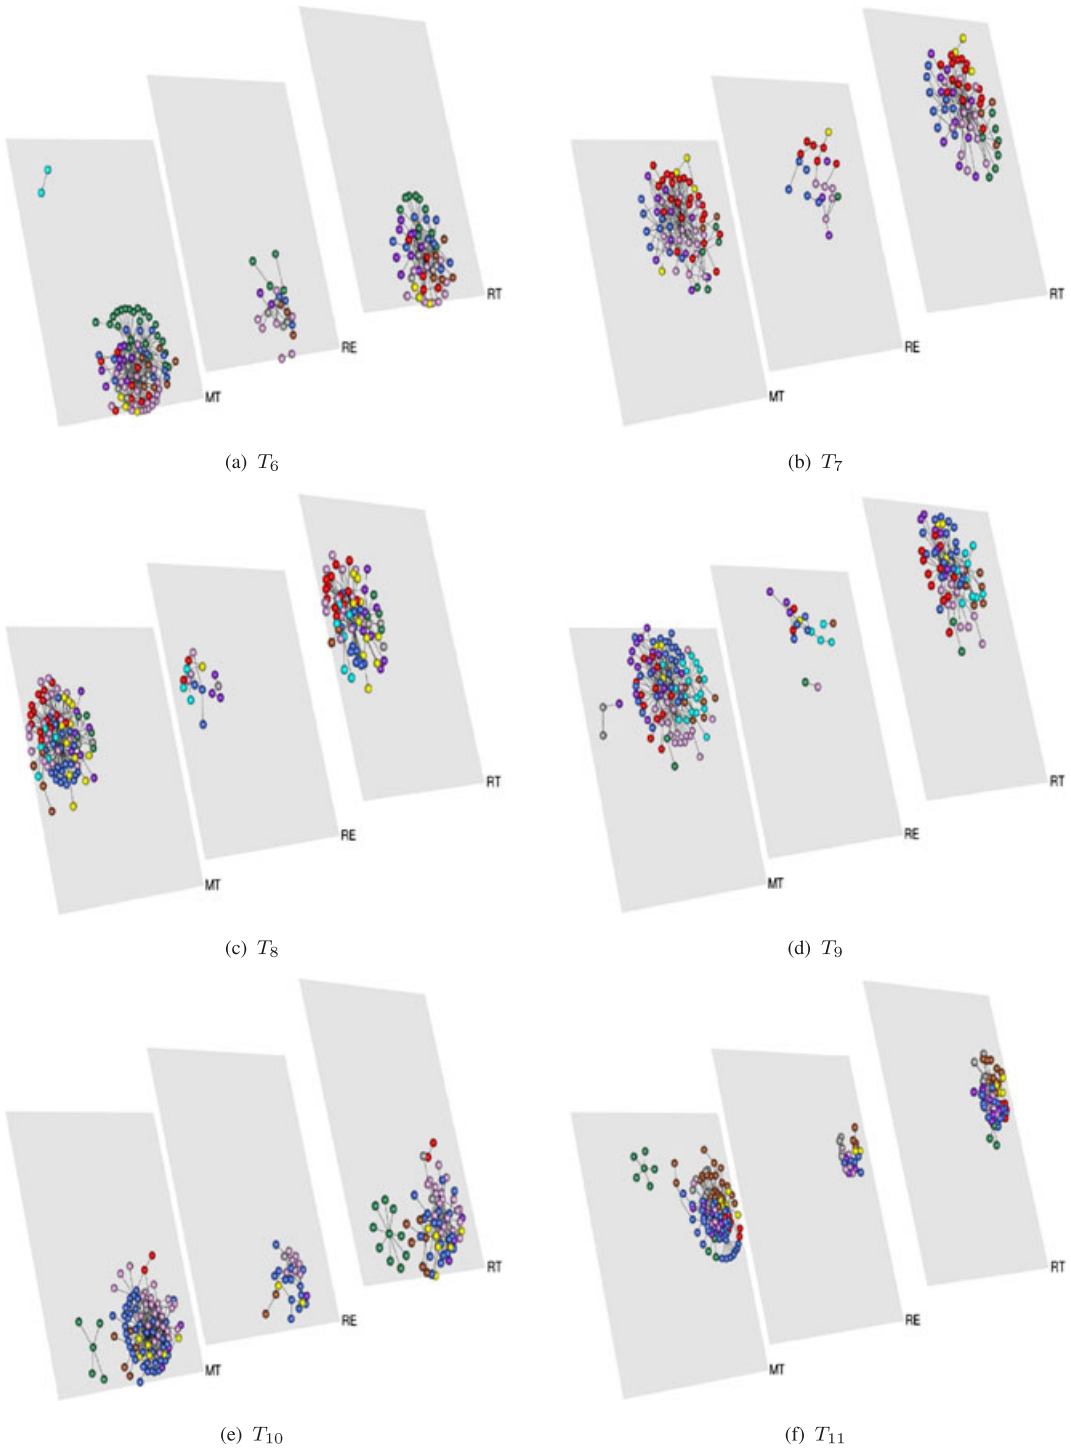 RT
RE
MT
(a) T6
RT
RE
MT
(b) T7
RT
RE
MT
(c) T8
RT
RE
MT
(d) T9
RT
RE
MT
(e) T10
RT
RE
MT
(f) T11